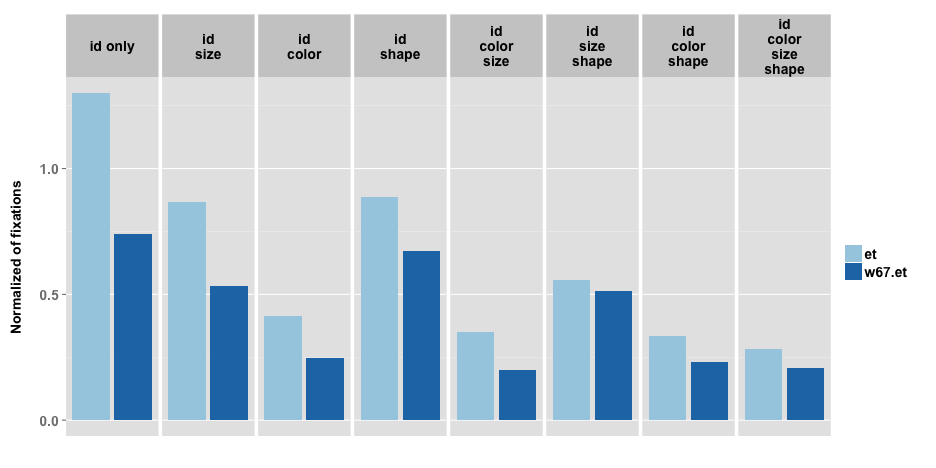 id only
id
size
id
color
id
shape
id
color
size
id
size
shape
id
color
shape
id
color
size
shape
Normalized of fixations
1.0
0.5
0.0
et
w67.et